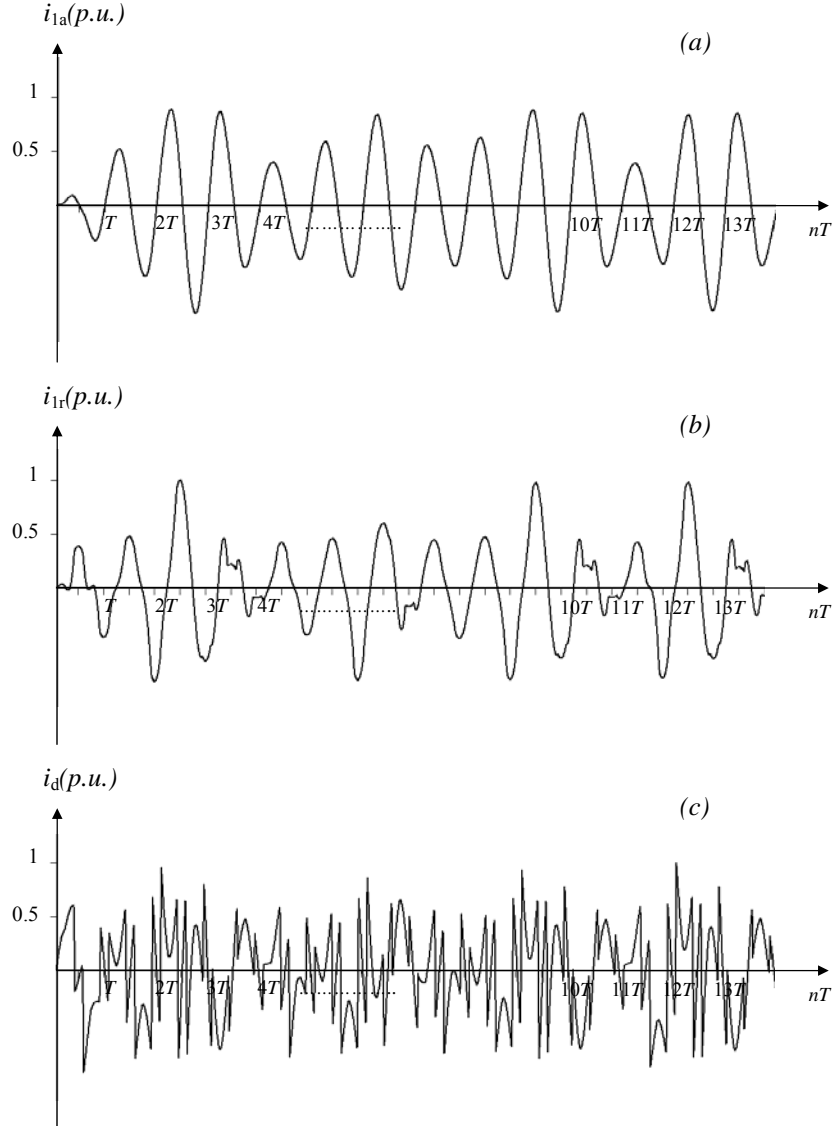 i1a(p.u.)
(a)
1
0.5
T 2T 3T 4T ................. 10T 11T 12T 13T
nT
i1r(p.u.)
(b)
1
0.5
T 2T 3T 4T ................. 10T 11T 12T 13T
nT
id(p.u.)
(c)
1
0.5
T 2T 3T 4T ................. 10T 11T 12T 13T
nT